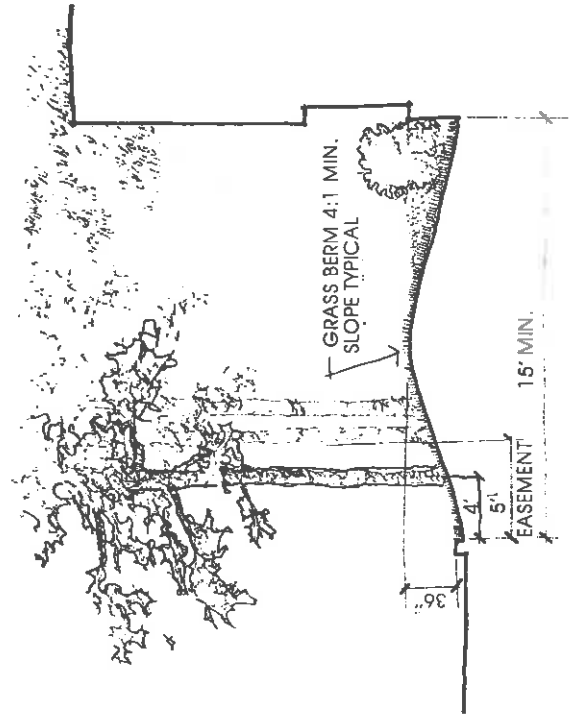 GRASS BERM 4:1 MIN.
SLOPE TYPICAL
36"
4'
5'
EASEMENT
15' MIN.